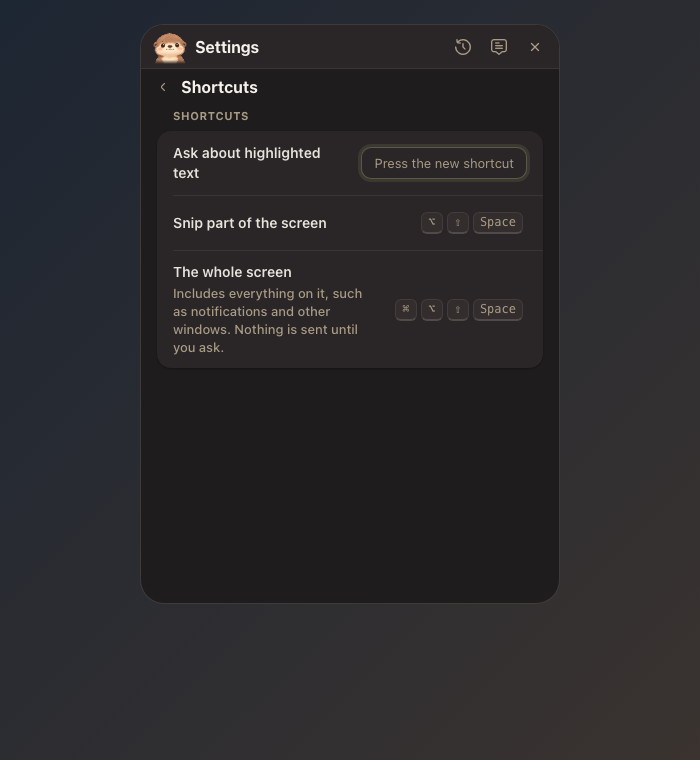 Settings
Shortcuts
SHORTCUTS
Ask about highlighted
text
Press the new shortcut
Snip part of the screen
⌥ ⇧ Space
The whole screen
Includes everything on it, such
as notifications and other
windows. Nothing is sent until
you ask.
⌘ ⌥ ⇧ Space